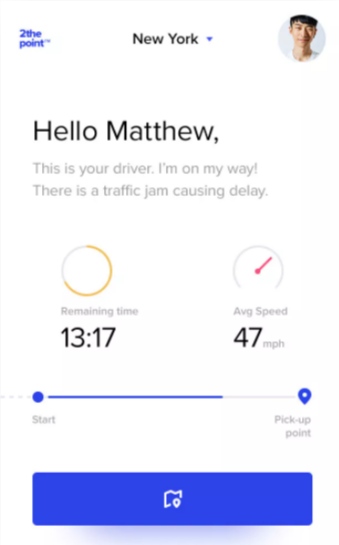 2the
point™
New York
Hello Matthew,
This is your driver. I'm on my way!
There is a traffic jam causing delay.
Remaining time
Avg Speed
13:17
47 mph
Start
Pick-up
point